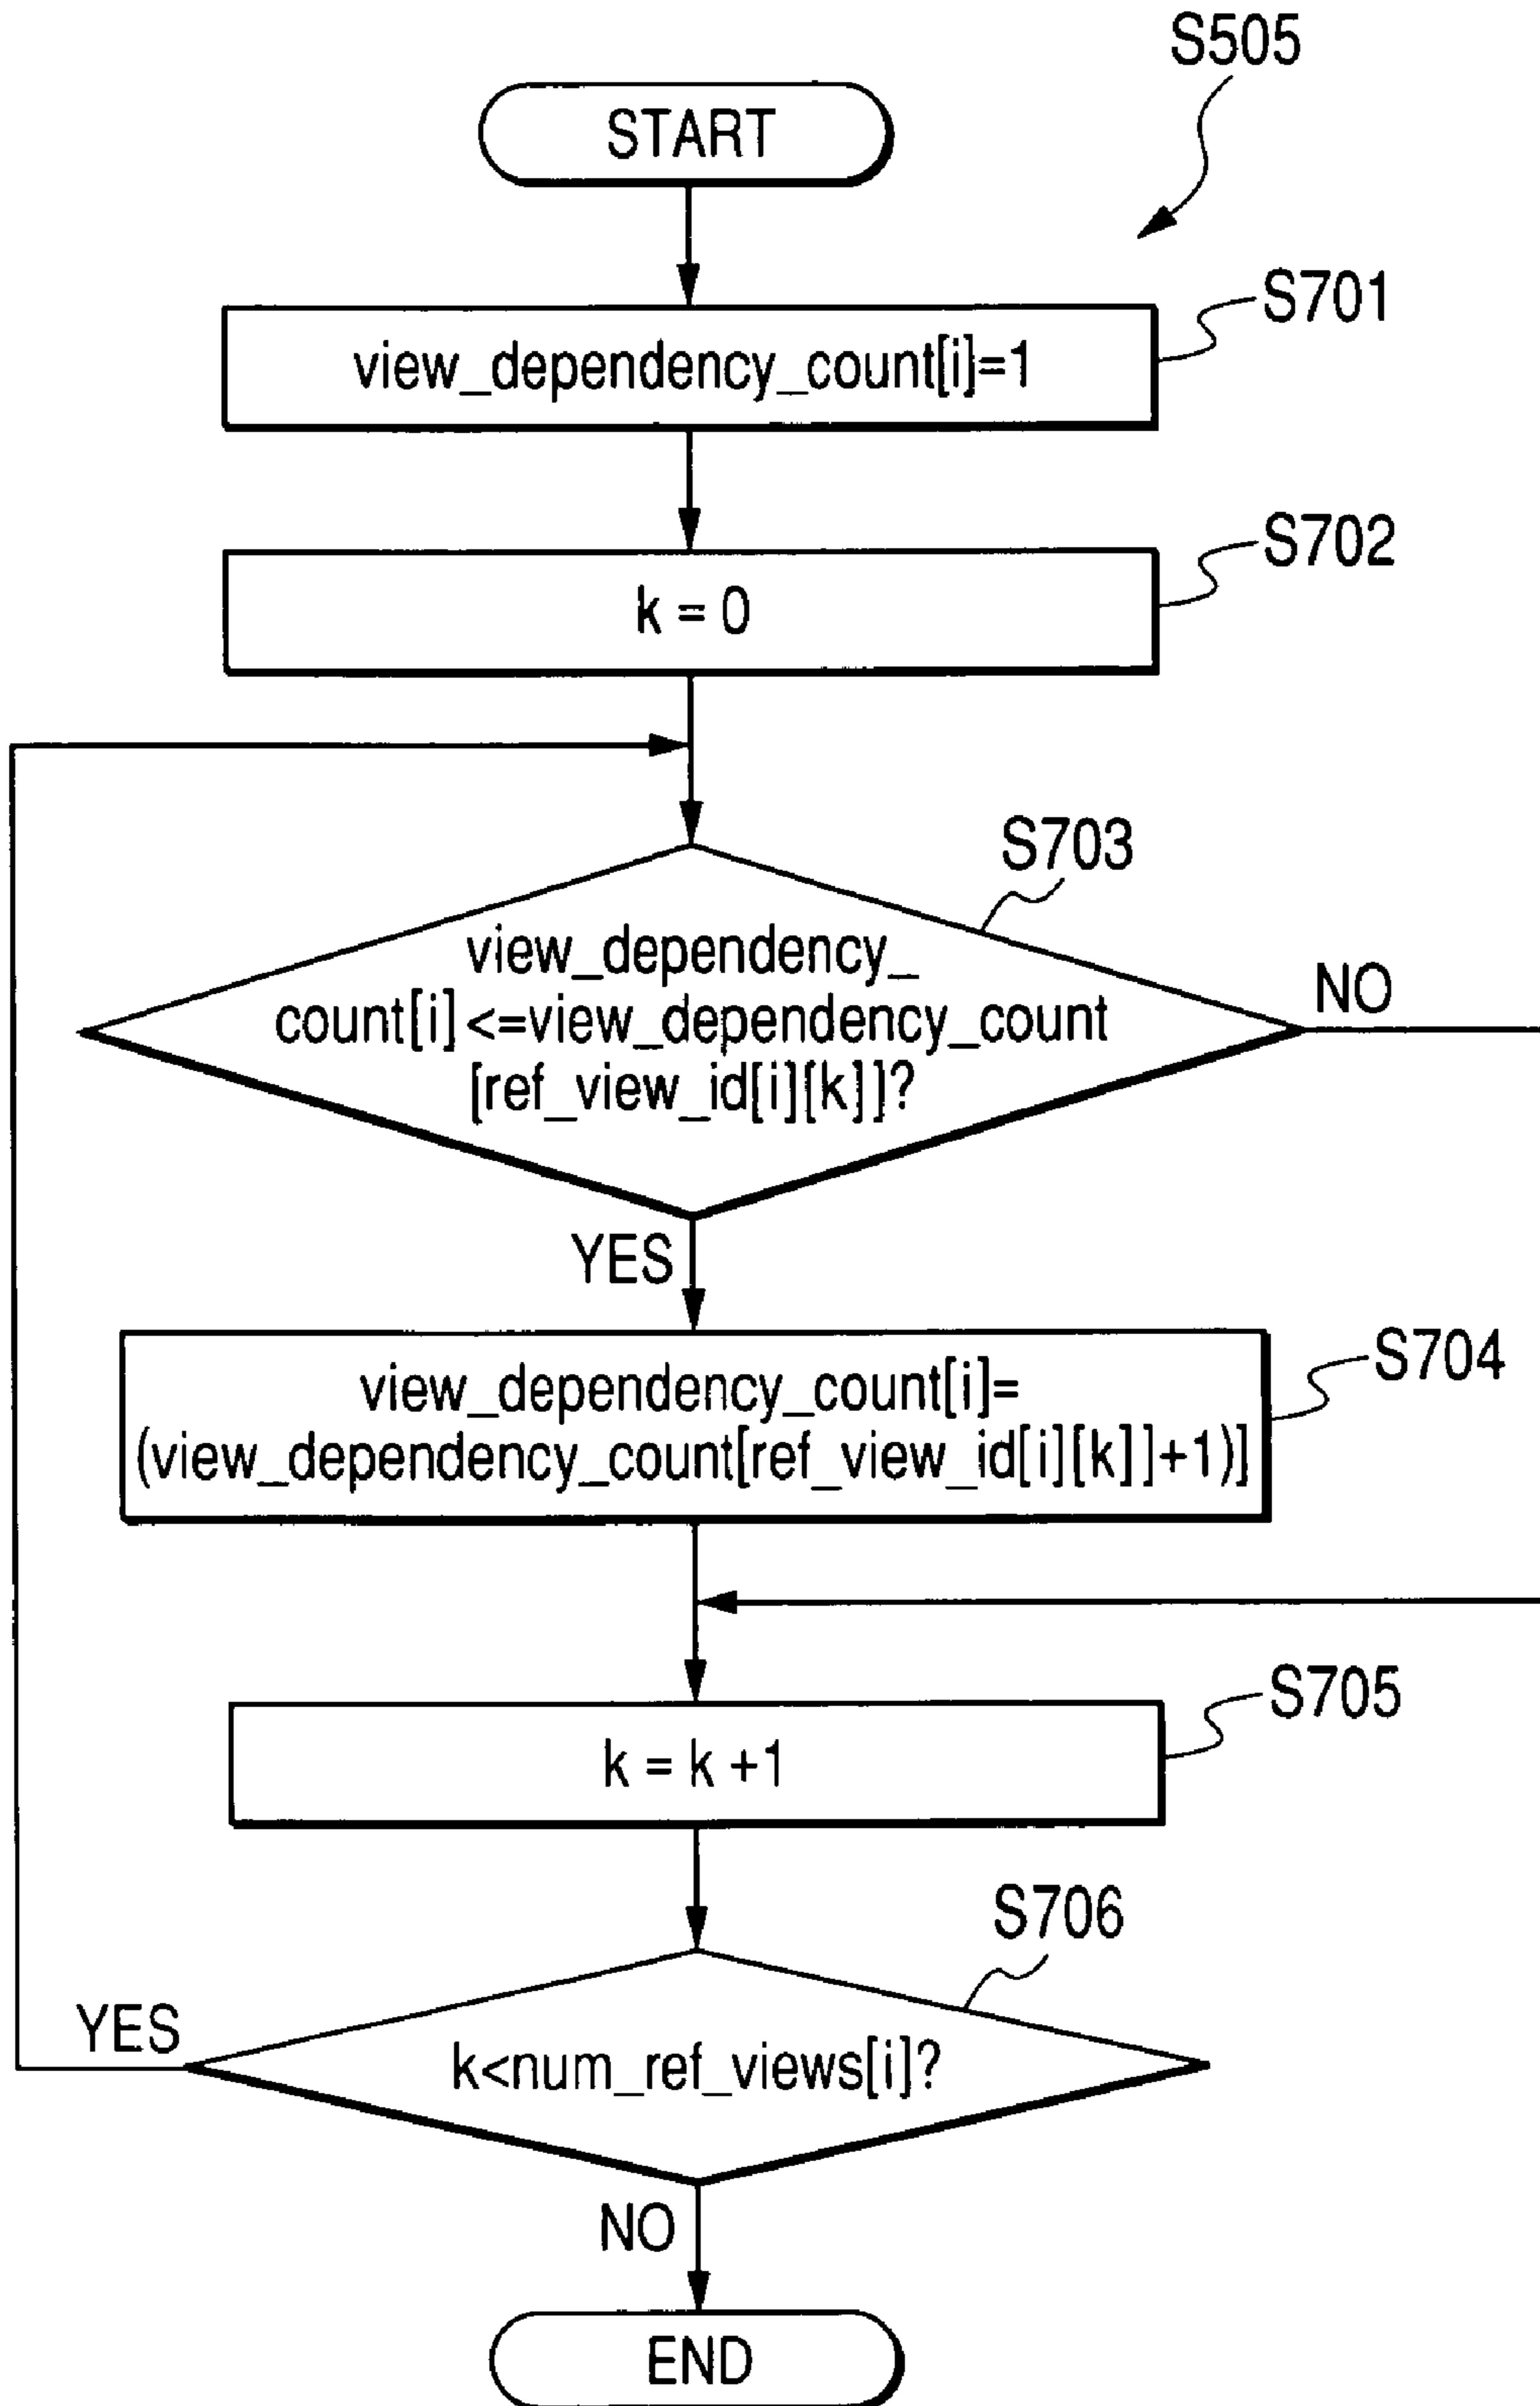 S505
START
S701
view_dependency_count[i]=1
S702
k = 0
S703
view_dependency_
count[i]<=view_dependency_count
[ref_view_id[i][k]]?
NO
YES
S704
view_dependency_count[i]=
(view_dependency_count[ref_view_id[i][k]]+1)]
S705
k = k +1
S706
YES
k<num_ref_views[i]?
NO
END